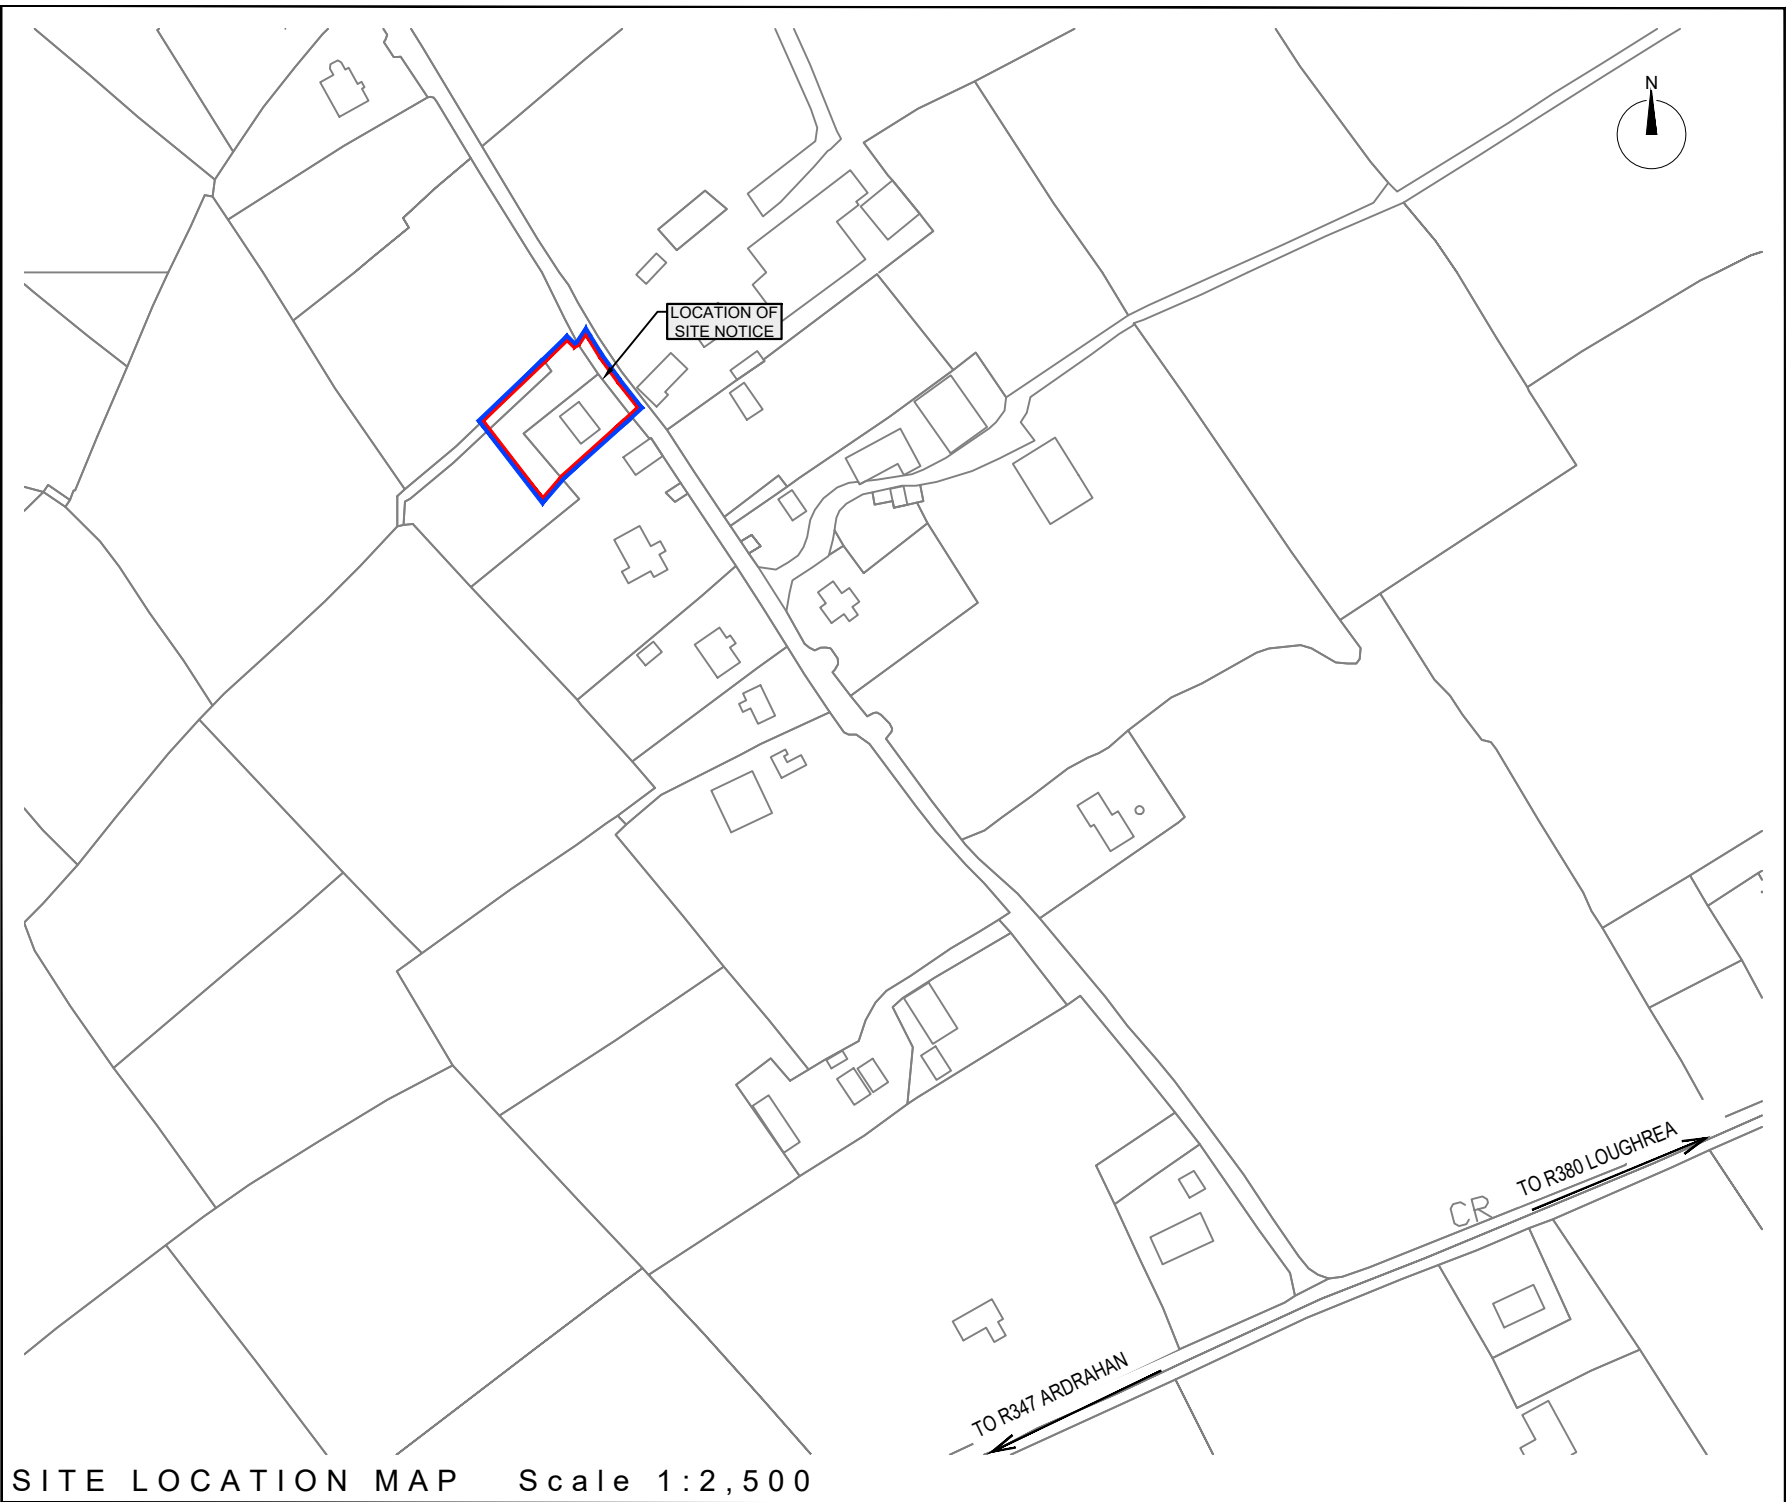 N
LOCATION OF
SITE NOTICE
TO R380 LOUGHREA
CR
TO R347 ARDRAHAN
SITE LOCATION MAP Scale 1:2,500